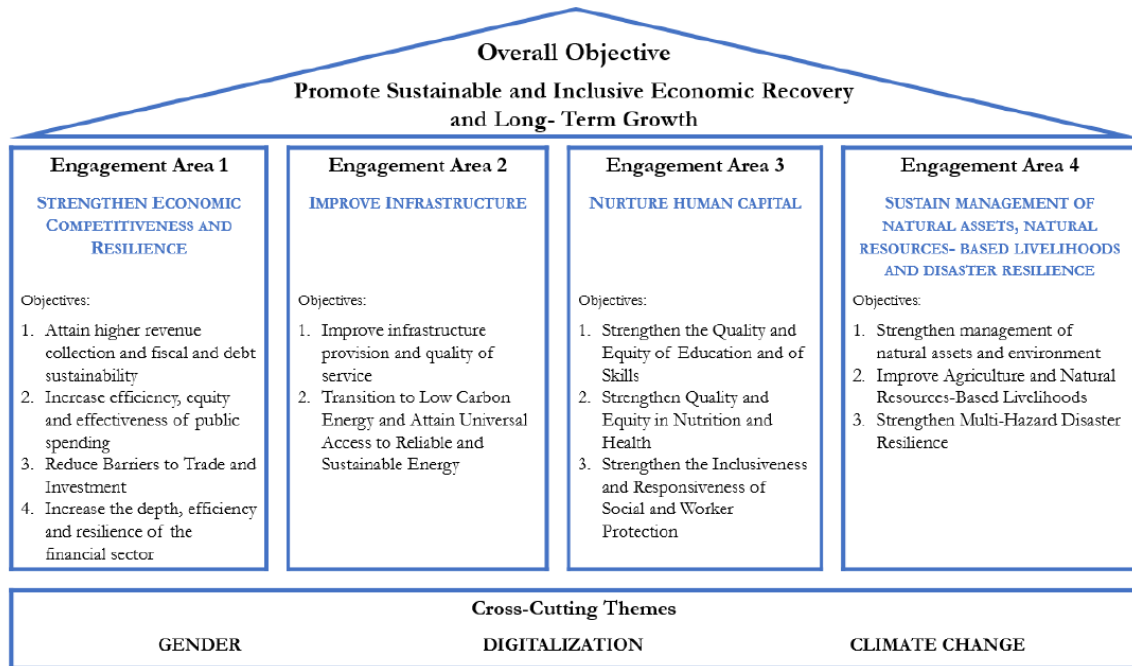 Overall Objective
Promote Sustainable and Inclusive Economic Recovery
and Long- Term Growth
Engagement Area 1
STRENGTHEN ECONOMIC
COMPETITIVENESS AND
RESILIENCE
Objectives:
1. Attain higher revenue
collection and fiscal and debt
sustainability
2. Increase efficiency, equity
and effectiveness of public
spending
3. Reduce Barriers to Trade and
Investment
4. Increase the depth, efficiency
and resilience of the
financial sector
Engagement Area 2
IMPROVE INFRASTRUCTURE
Objectives:
1. Improve infrastructure
provision and quality of
service
2. Transition to Low Carbon
Energy and Attain Universal
Access to Reliable and
Sustainable Energy
Engagement Area 3
NURTURE HUMAN CAPITAL
Objectives:
1. Strengthen the Quality and
Equity of Education and of
Skills
2. Strengthen Quality and
Equity in Nutrition and
Health
3. Strengthen the Inclusiveness
and Responsiveness of
Social and Worker
Protection
Engagement Area 4
SUSTAIN MANAGEMENT OF
NATURAL ASSETS, NATURAL
RESOURCES- BASED LIVELIHOODS
AND DISASTER RESILIENCE
Objectives:
1. Strengthen management of
natural assets and environment
2. Improve Agriculture and Natural
Resources-Based Livelihoods
3. Strengthen Multi-Hazard Disaster
Resilience
Cross-Cutting Themes
GENDER DIGITALIZATION CLIMATE CHANGE